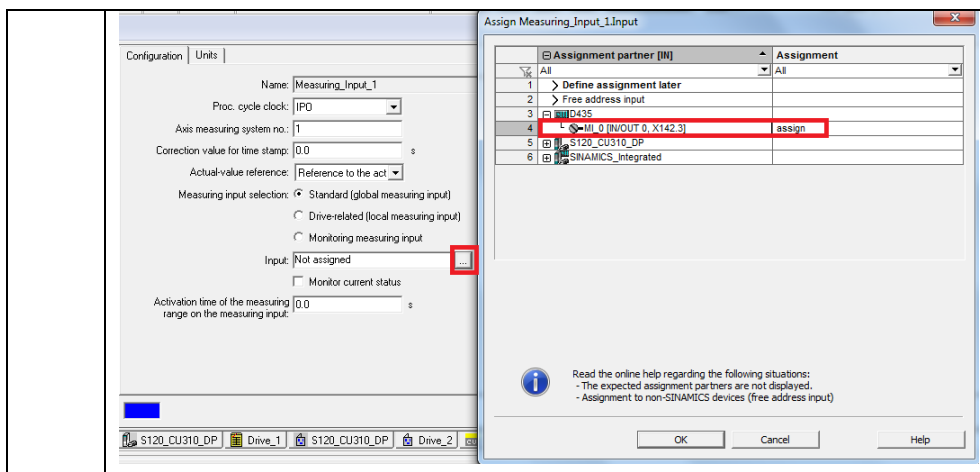 Assign Measuring_Input_1.Input
Configuration
Units
Name: Measuring_Input_1
Proc. cycle clock: IPO
Axis measuring system no.: 1
Correction value for time stamp: 0.0 s
Actual-value reference: Reference to the act
Measuring input selection: Standard (global measuring input)
Drive-related (local measuring input)
Monitoring measuring input
Input: Not assigned ...
Monitor current status
Activation time of the measuring
range on the measuring input: 0.0 s
S120_CU310_DP Drive_1 S120_CU310_DP Drive_2
Assignment partner [IN] Assignment
All All
1 Define assignment later
2 Free address input
3 D435
4 MI_0 [IN/OUT 0, X142.3] assign
5 S120_CU310_DP
6 SINAMICS_Integrated
Read the online help regarding the following situations:
- The expected assignment partners are not displayed.
- Assignment to non-SINAMICS devices (free address input)
OK Cancel Help